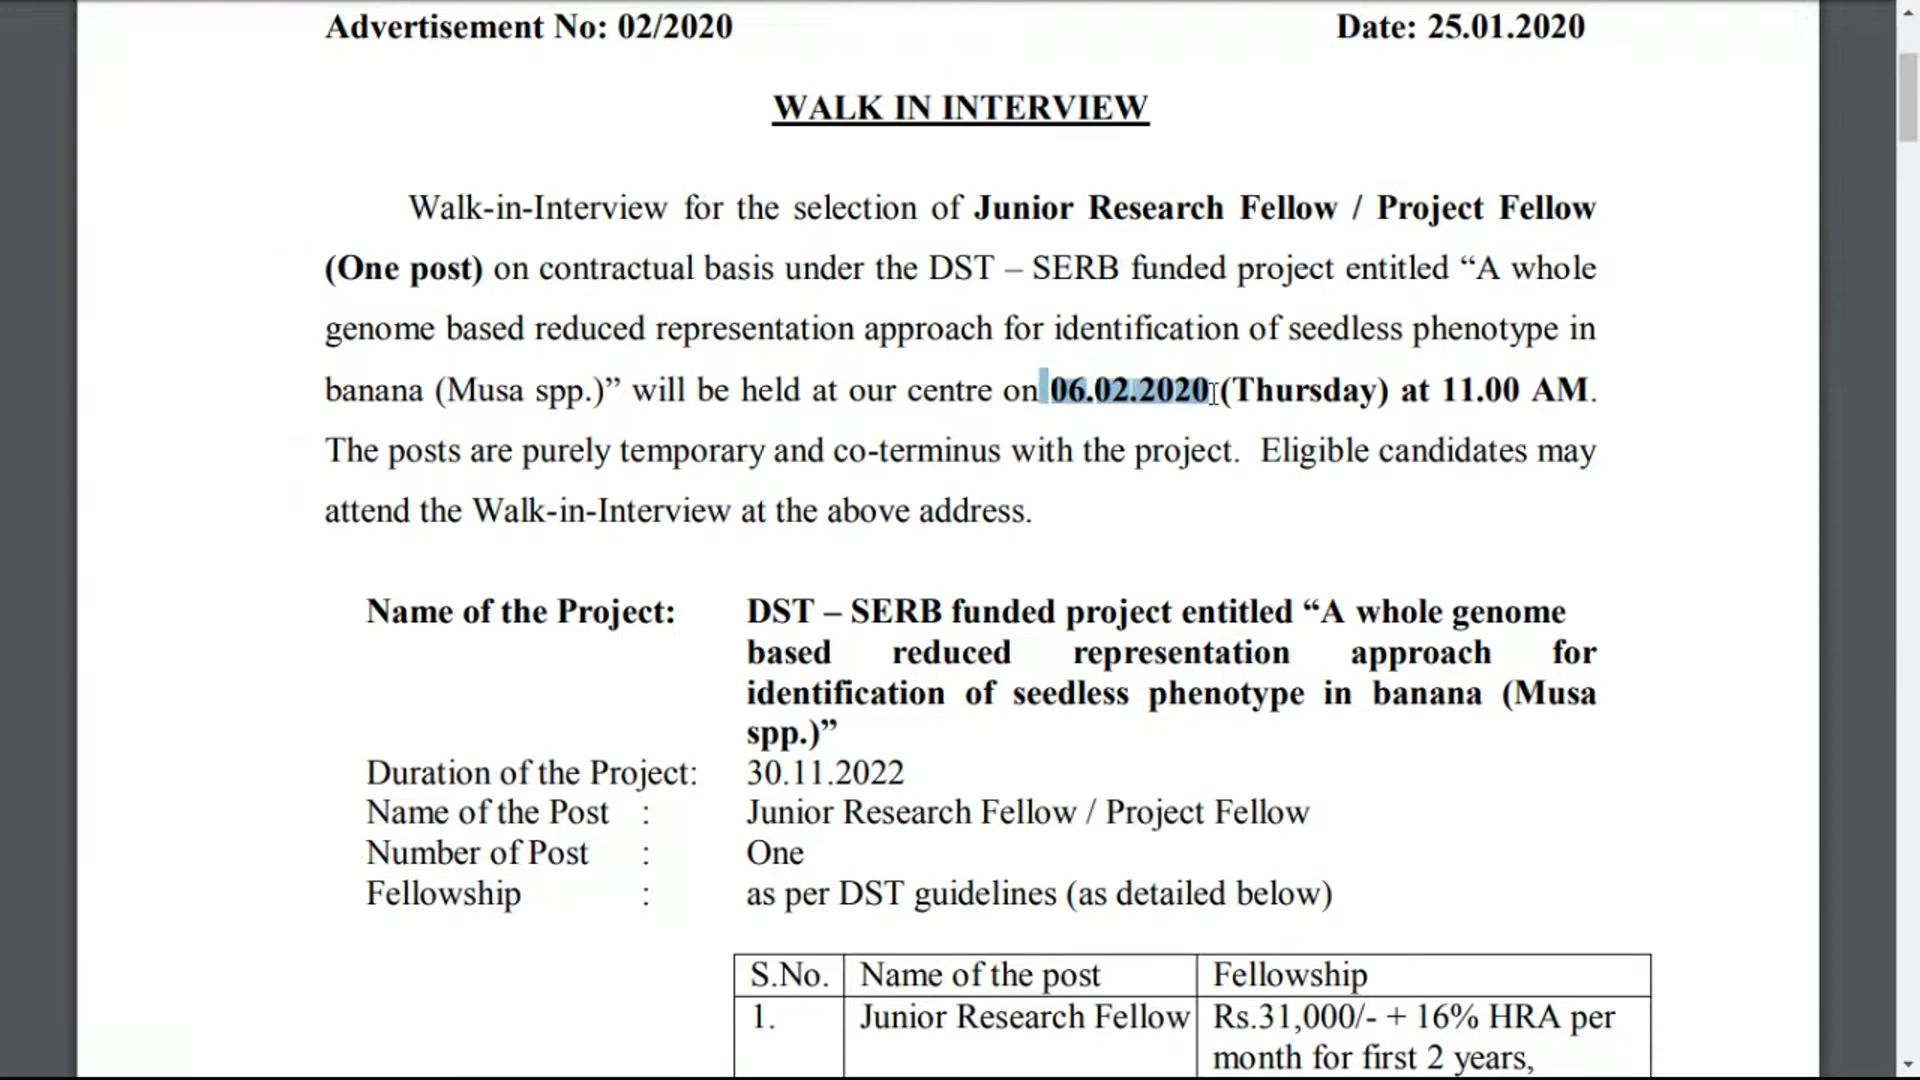 Advertisement No: 02/2020 Date: 25.01.2020
WALK IN INTERVIEW
Walk-in-Interview for the selection of Junior Research Fellow / Project Fellow
(One post) on contractual basis under the DST – SERB funded project entitled “A whole
genome based reduced representation approach for identification of seedless phenotype in
banana (Musa spp.)” will be held at our centre on 06.02.2020 (Thursday) at 11.00 AM.
The posts are purely temporary and co-terminus with the project. Eligible candidates may
attend the Walk-in-Interview at the above address.
Name of the Project: DST – SERB funded project entitled “A whole genome
based reduced representation approach for
identification of seedless phenotype in banana (Musa
spp.)”
Duration of the Project: 30.11.2022
Name of the Post : Junior Research Fellow / Project Fellow
Number of Post : One
Fellowship : as per DST guidelines (as detailed below)
S.No. Name of the post Fellowship
1. Junior Research Fellow Rs.31,000/- + 16% HRA per
month for first 2 years,